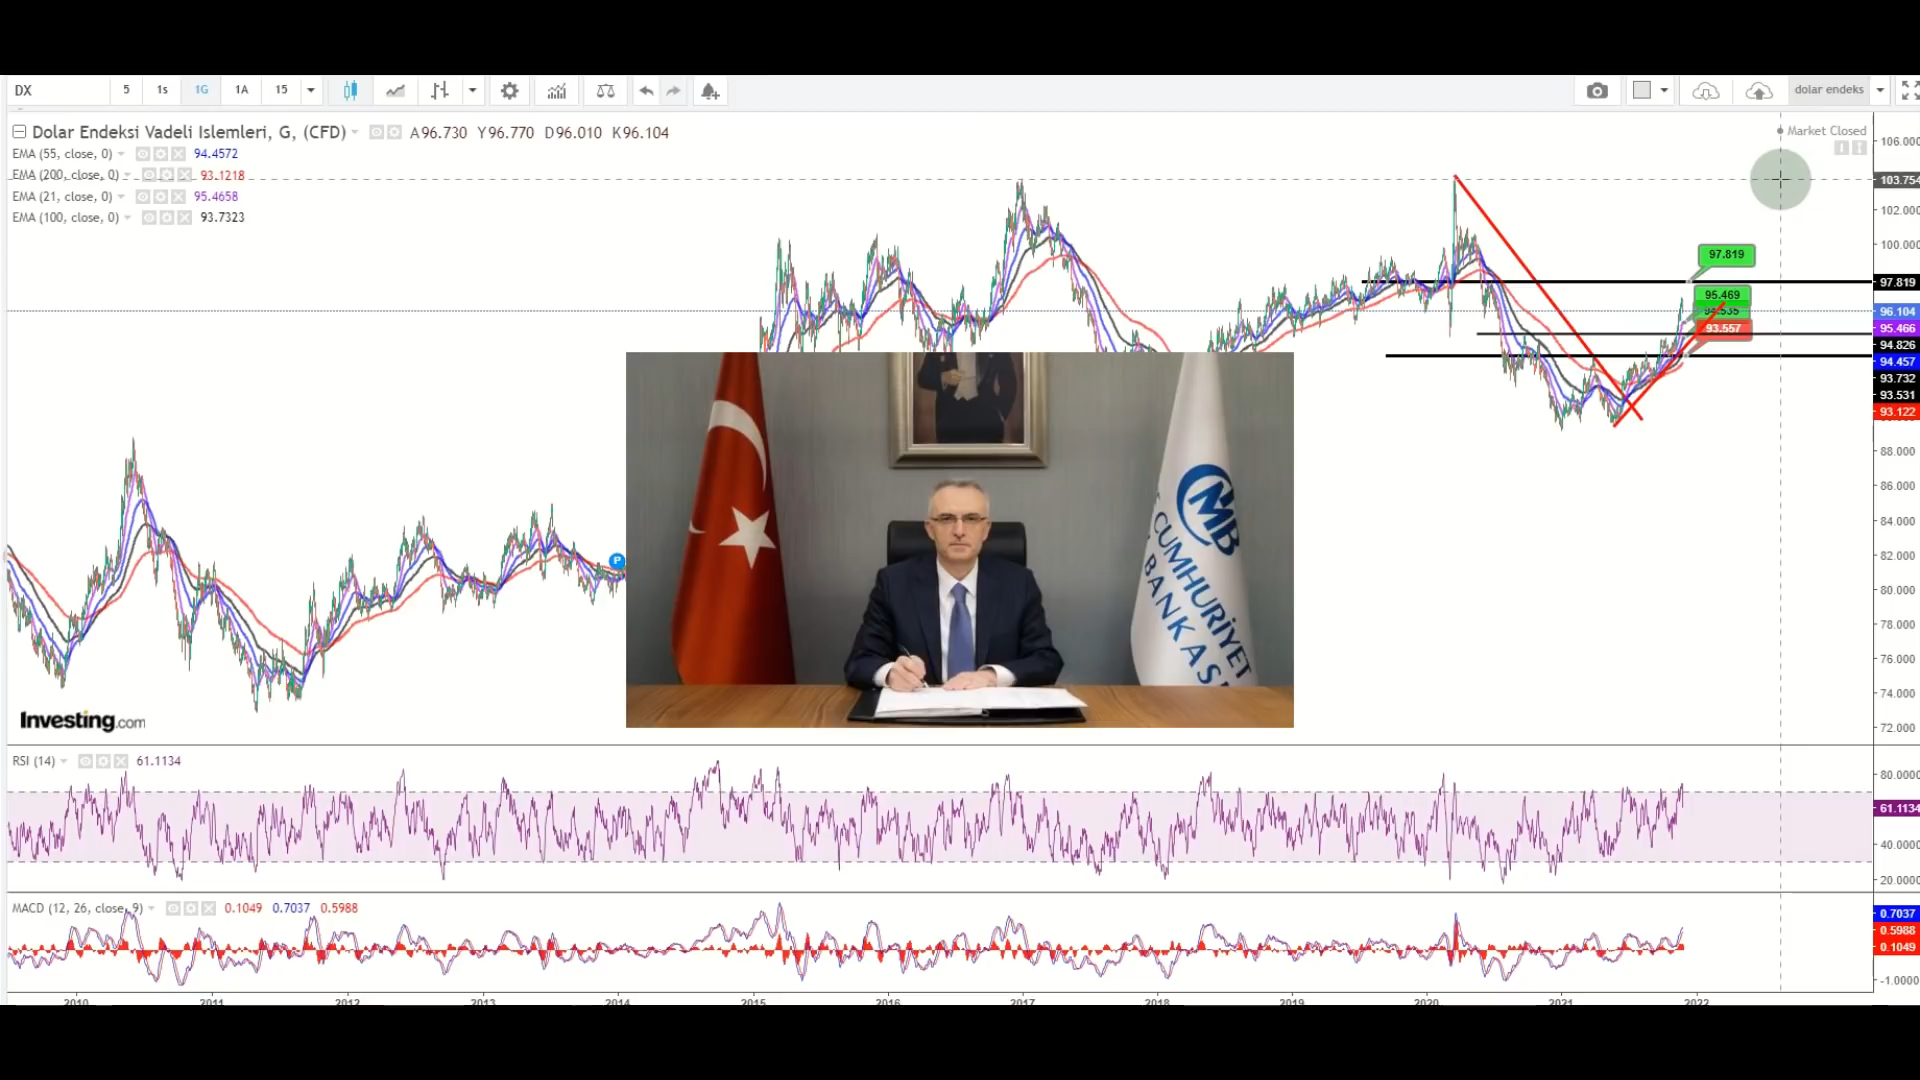 DX 5 1s 1G 1A 15 dolar endeks
Dolar Endeksi Vadeli Islemleri, G, (CFD) A96.730 Y96.770 D96.010 K96.104
Market Closed
EMA (55, close, 0) 94.4572
EMA (200, close, 0) 93.1218
EMA (21, close, 0) 95.4658
EMA (100, close, 0) 93.7323
106.000
103.754
102.000
100.000
97.819
97.819
95.469
96.104
93.557
95.466
94.826
94.457
93.732
93.531
93.122
88.000
86.000
84.000
82.000
80.000
78.000
76.000
74.000
72.000
P
MB
CUMHURİYET
BANKASI
Investing.com
RSI (14) 61.1134
80.0000
61.1134
40.0000
20.0000
MACD (12, 26, close, 9) 0.1049 0.7037 0.5988
0.7037
0.5988
0.1049
-1.0000
2010 2011 2012 2013 2014 2015 2016 2017 2018 2019 2020 2021 2022